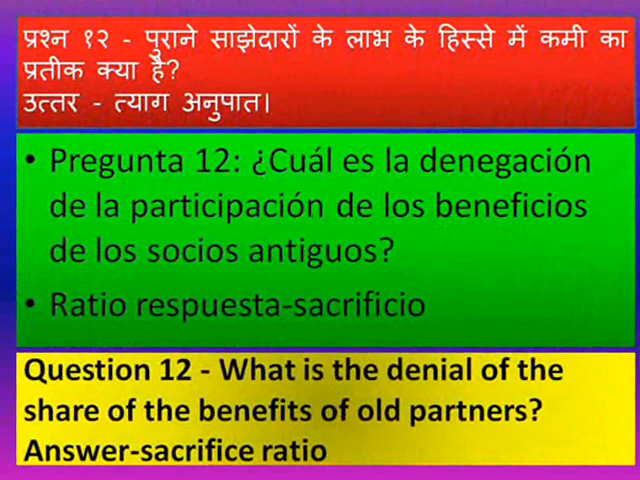 प्रश्न १२ - पुराने साझेदारों के लाभ के हिस्से में कमी का
प्रतीक क्या है?
उत्तर - त्याग अनुपात।
• Pregunta 12: ¿Cuál es la denegación
de la participación de los beneficios
de los socios antiguos?
• Ratio respuesta-sacrificio
Question 12 - What is the denial of the
share of the benefits of old partners?
Answer-sacrifice ratio